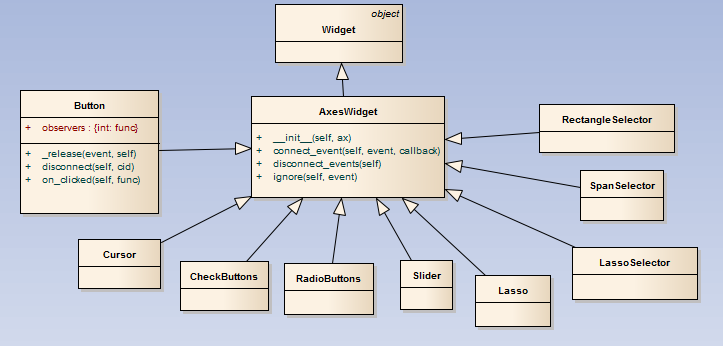 object
Widget
Button
+ observers : {int: func}
+ _release(event, self)
+ disconnect(self, cid)
+ on_clicked(self, func)
AxesWidget
+ __init__(self, ax)
+ connect_event(self, event, callback)
+ disconnect_events(self)
+ ignore(self, event)
RectangleSelector
SpanSelector
Cursor
CheckButtons
RadioButtons
Slider
Lasso
LassoSelector